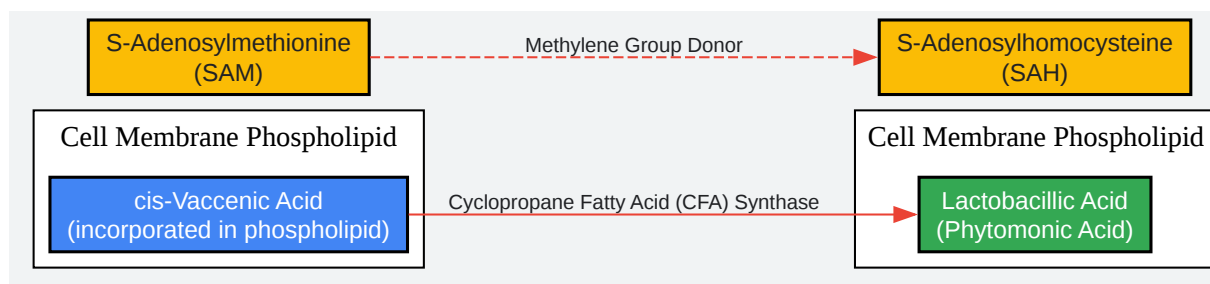 S-Adenosylmethionine
(SAM)
Methylene Group Donor
S-Adenosylhomocysteine
(SAH)
Cell Membrane Phospholipid
cis-Vaccenic Acid
(incorporated in phospholipid)
Cyclopropane Fatty Acid (CFA) Synthase
Cell Membrane Phospholipid
Lactobacillic Acid
(Phytomonic Acid)